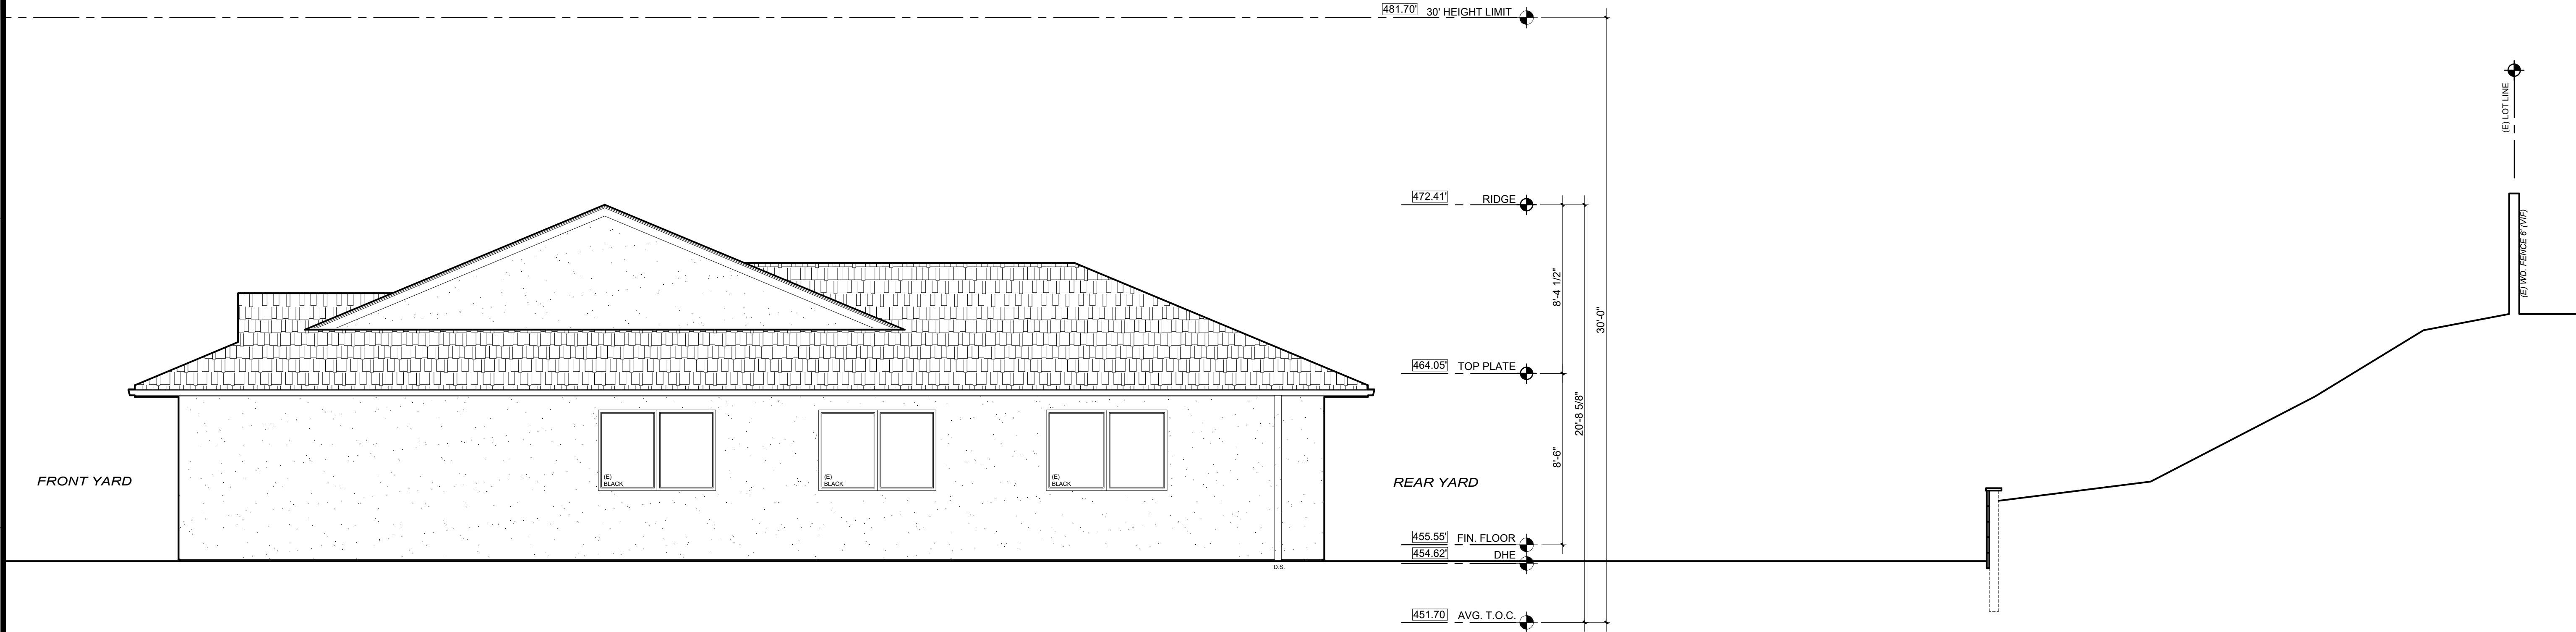 481.70' 30' HEIGHT LIMIT
(E) LOT LINE
472.41' RIDGE
(E) WD. FENCE 6' (VIF)
8'-4 1/2"
30'-0"
464.05' TOP PLATE
20'-8 5/8"
8'-6"
FRONT YARD
(E)
BLACK
(E)
BLACK
(E)
BLACK
REAR YARD
455.55' FIN. FLOOR
454.62' DHE
D.S.
451.70 AVG. T.O.C.